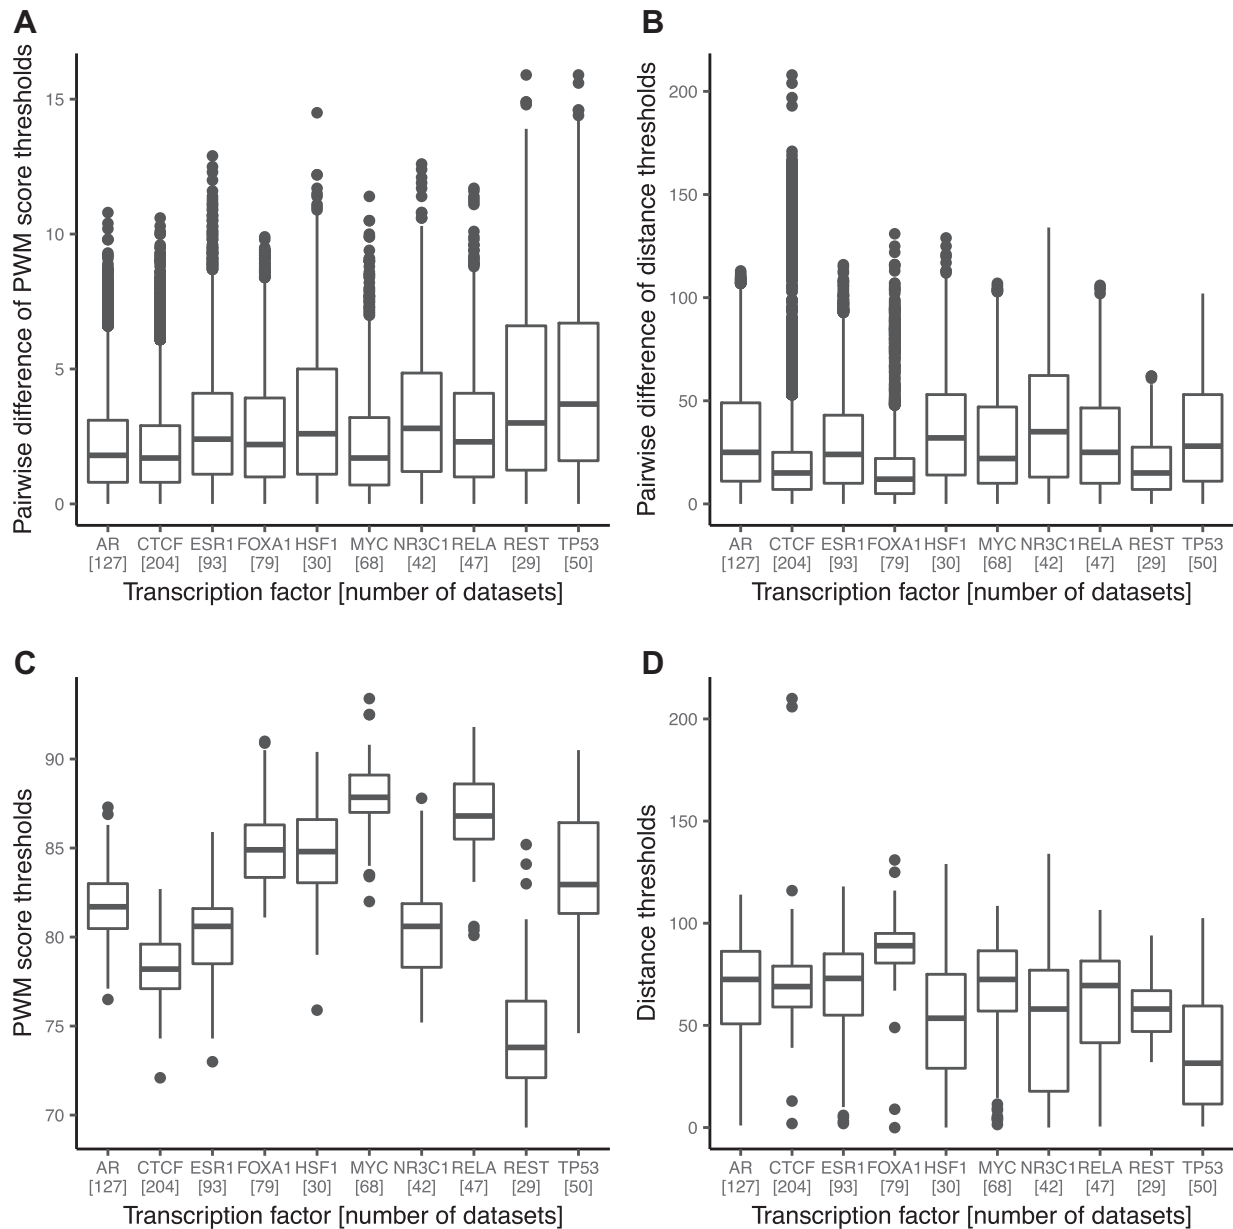 A
Pairwise difference of PWM score thresholds
15
10
5
0
AR CTCF ESR1 FOXA1 HSF1 MYC NR3C1 RELA REST TP53
[127] [204] [93] [79] [30] [68] [42] [47] [29] [50]
Transcription factor [number of datasets]
B
Pairwise difference of distance thresholds
200
150
100
50
0
AR CTCF ESR1 FOXA1 HSF1 MYC NR3C1 RELA REST TP53
[127] [204] [93] [79] [30] [68] [42] [47] [29] [50]
Transcription factor [number of datasets]
C
PWM score thresholds
90
85
80
75
70
AR CTCF ESR1 FOXA1 HSF1 MYC NR3C1 RELA REST TP53
[127] [204] [93] [79] [30] [68] [42] [47] [29] [50]
Transcription factor [number of datasets]
D
Distance thresholds
200
150
100
50
0
AR CTCF ESR1 FOXA1 HSF1 MYC NR3C1 RELA REST TP53
[127] [204] [93] [79] [30] [68] [42] [47] [29] [50]
Transcription factor [number of datasets]